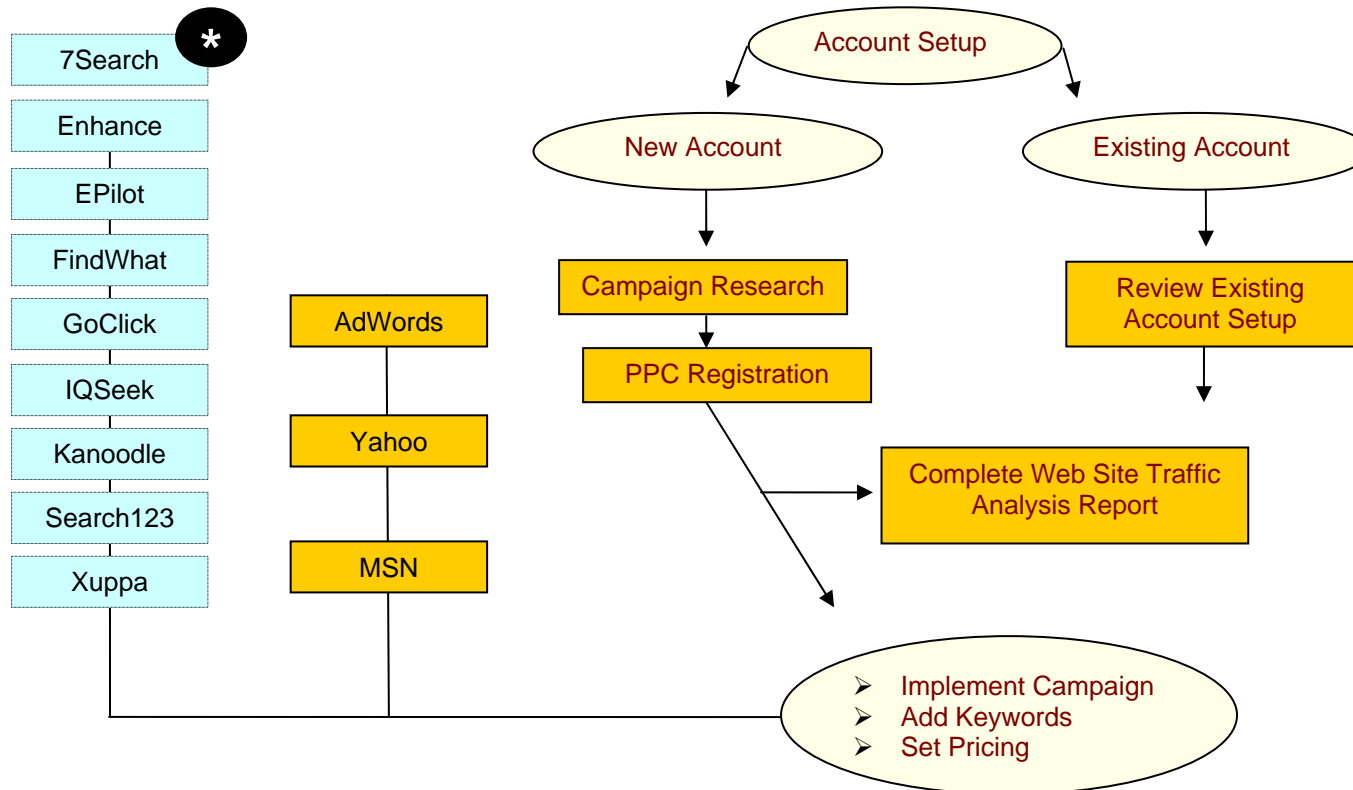 *
7Search
Enhance
EPilot
FindWhat
GoClick
IQSeek
Kanoodle
Search123
Xuppa
AdWords
Yahoo
MSN
Account Setup
New Account
Existing Account
Campaign Research
PPC Registration
Review Existing
Account Setup
Complete Web Site Traffic
Analysis Report
➢ Implement Campaign
➢ Add Keywords
➢ Set Pricing